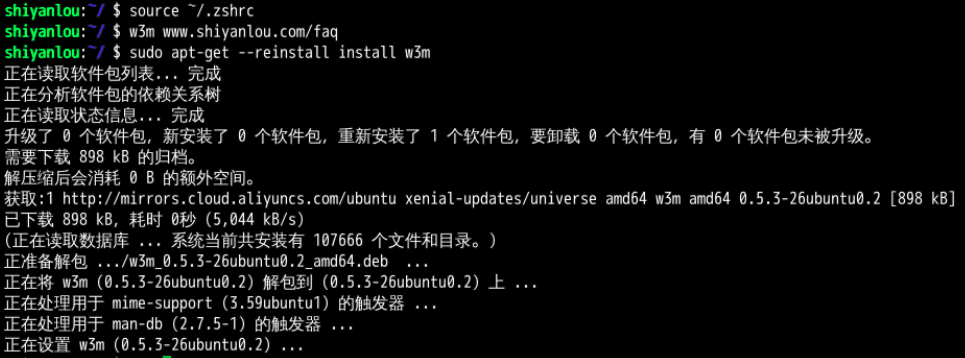 shiyanlou:~/ $ source ~/.zshrc
shiyanlou:~/ $ w3m www.shiyanlou.com/faq
shiyanlou:~/ $ sudo apt-get --reinstall install w3m
正在读取软件包列表... 完成
正在分析软件包的依赖关系树
正在读取状态信息... 完成
升级了 0 个软件包，新安装了 0 个软件包，重新安装了 1 个软件包，要卸载 0 个软件包，有 0 个软件包未被升级。
需要下载 898 kB 的归档。
解压缩后会消耗 0 B 的额外空间。
获取:1 http://mirrors.cloud.aliyuncs.com/ubuntu xenial-updates/universe amd64 w3m amd64 0.5.3-26ubuntu0.2 [898 kB]
已下载 898 kB，耗时 0秒 (5,044 kB/s)
(正在读取数据库 ... 系统当前共安装有 107666 个文件和目录。)
正准备解包 .../w3m_0.5.3-26ubuntu0.2_amd64.deb  ...
正在将 w3m (0.5.3-26ubuntu0.2) 解包到 (0.5.3-26ubuntu0.2) 上 ...
正在处理用于 mime-support (3.59ubuntu1) 的触发器 ...
正在处理用于 man-db (2.7.5-1) 的触发器 ...
正在设置 w3m (0.5.3-26ubuntu0.2) ...